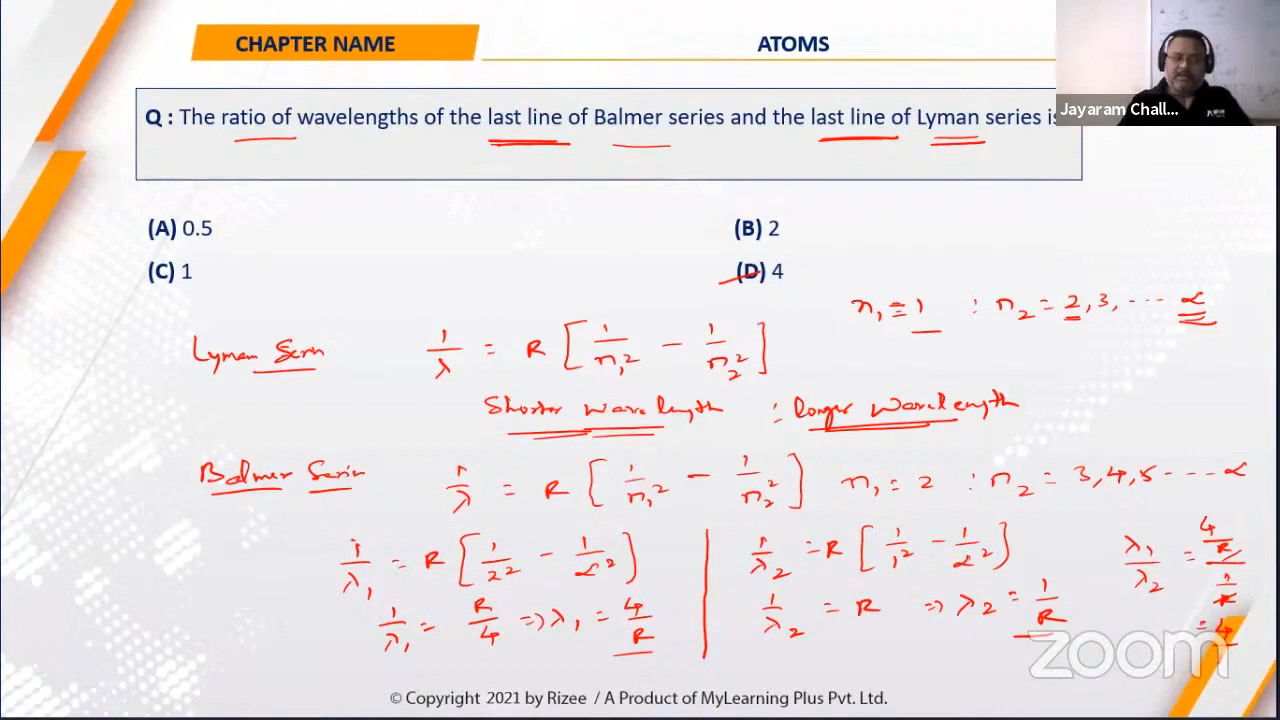 CHAPTER NAME
ATOMS
Jayaram Chall...
Q : The ratio of wavelengths of the last line of Balmer series and the last line of Lyman series is
(A) 0.5
(B) 2
(C) 1
(D) 4
n₁ = 1 : n₂ = 2, 3, ... ∝
Lyman Serin 1/λ = R [1/n₁² − 1/n₂²]
Shorter wavelength : Longer wavelength
Balmer Serin 1/λ = R [1/n₁² − 1/n₂²] n₁ = 2 : n₂ = 3, 4, 5 ---- ∝
1/λ₁ = R [1/2² − 1/∝²]
1/λ₁ = R/4 => λ₁ = 4/R
1/λ₂ = R [1/1² − 1/∝²]
1/λ₂ = R => λ₂ = 1/R
λ₁/λ₂ = (4/R)/(1/R)
= 4
zoom
© Copyright 2021 by Rizee / A Product of MyLearning Plus Pvt. Ltd.